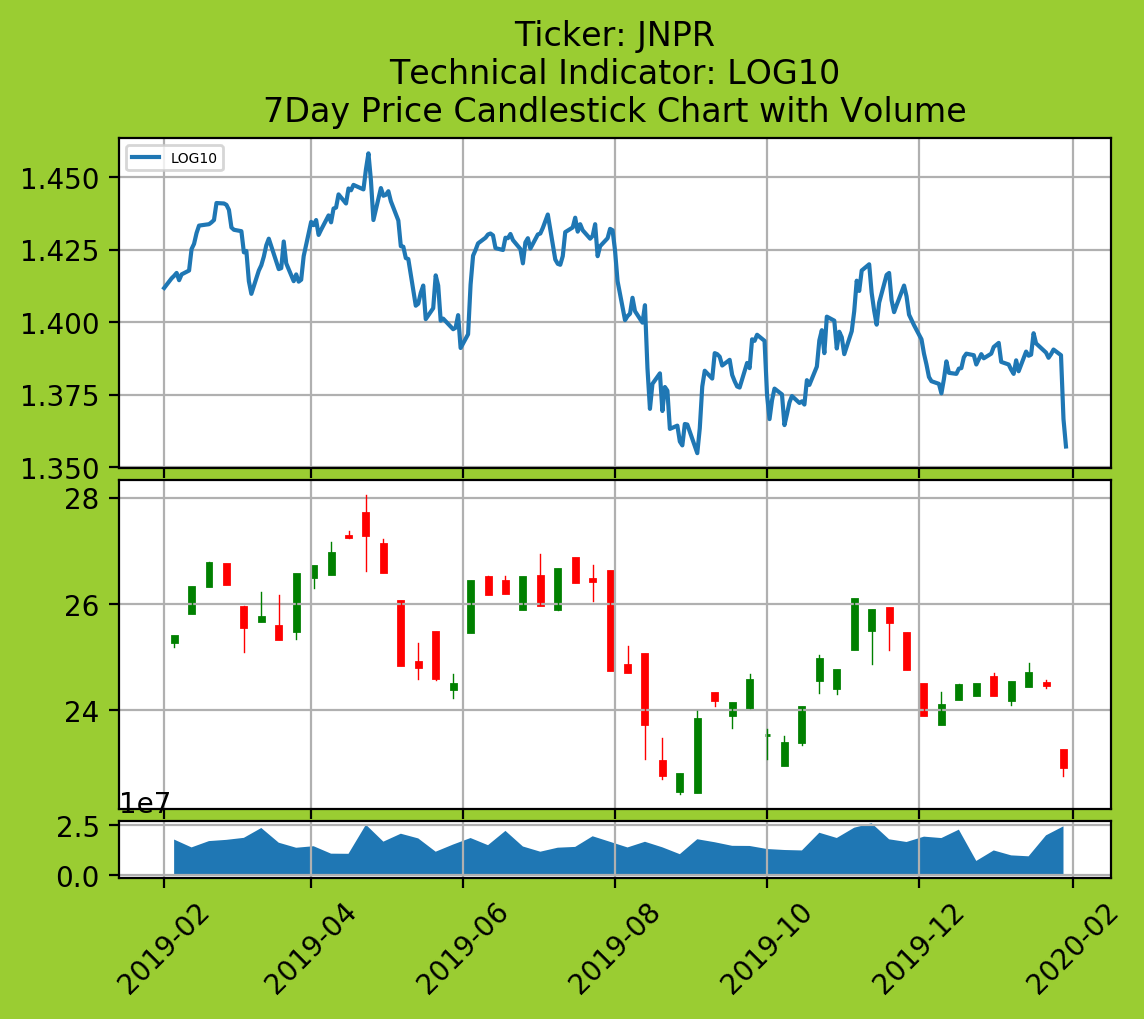 Ticker: JNPR
Technical Indicator: LOG10
7Day Price Candlestick Chart with Volume
LOG10
1.450
1.425
1.400
1.375
1.350
28
26
24
1e7
2.5
0.0
2019-02 2019-04 2019-06 2019-08 2019-10 2019-12 2020-02